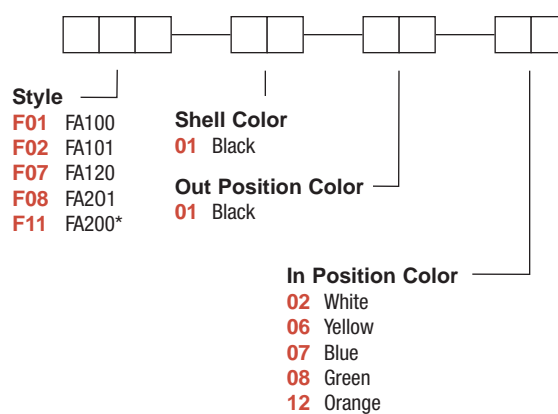 Style
F01 FA100
F02 FA101
F07 FA120
F08 FA201
F11 FA200*
Shell Color
01 Black
Out Position Color
01 Black
In Position Color
02 White
06 Yellow
07 Blue
08 Green
12 Orange